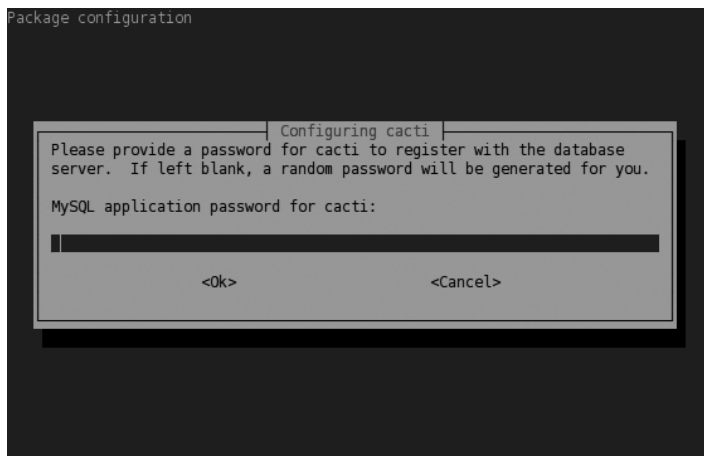 Package configuration
Configuring cacti
Please provide a password for cacti to register with the database
server.  If left blank, a random password will be generated for you.
MySQL application password for cacti:
<Ok> <Cancel>